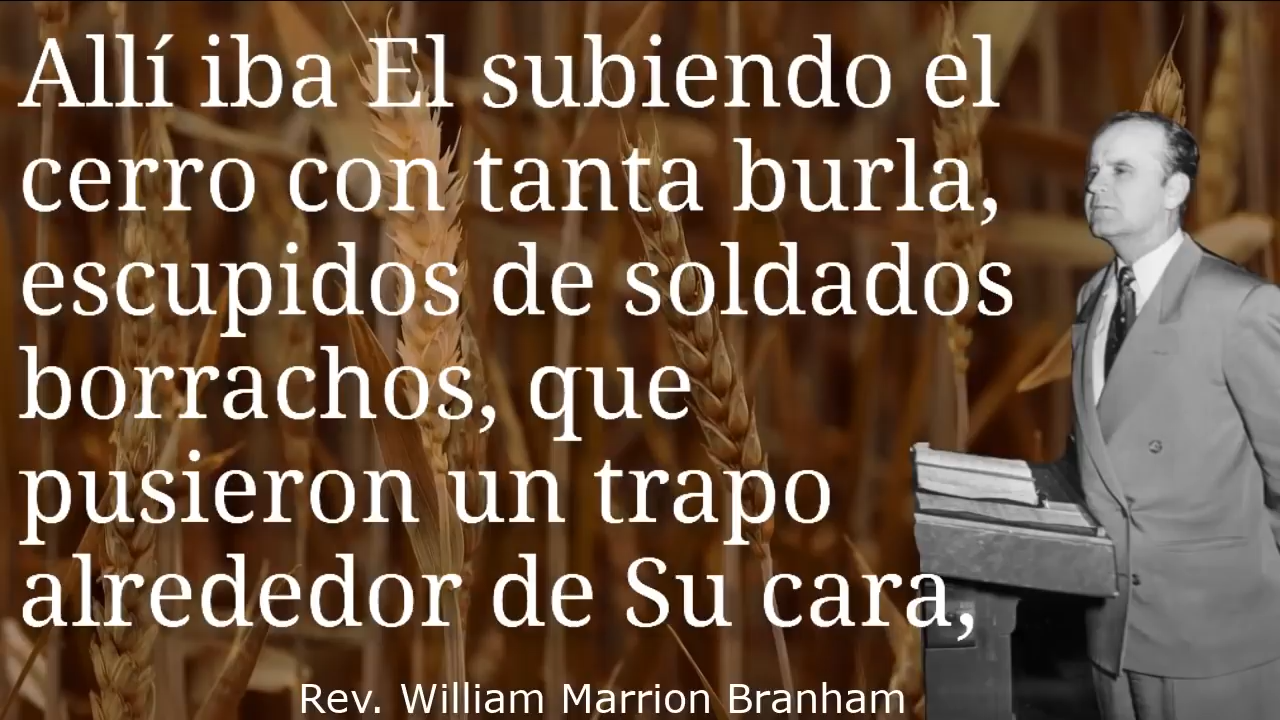 Allí iba El subiendo el
cerro con tanta burla,
escupidos de soldados
borrachos, que
pusieron un trapo
alrededor de Su cara,
Rev. William Marrion Branham